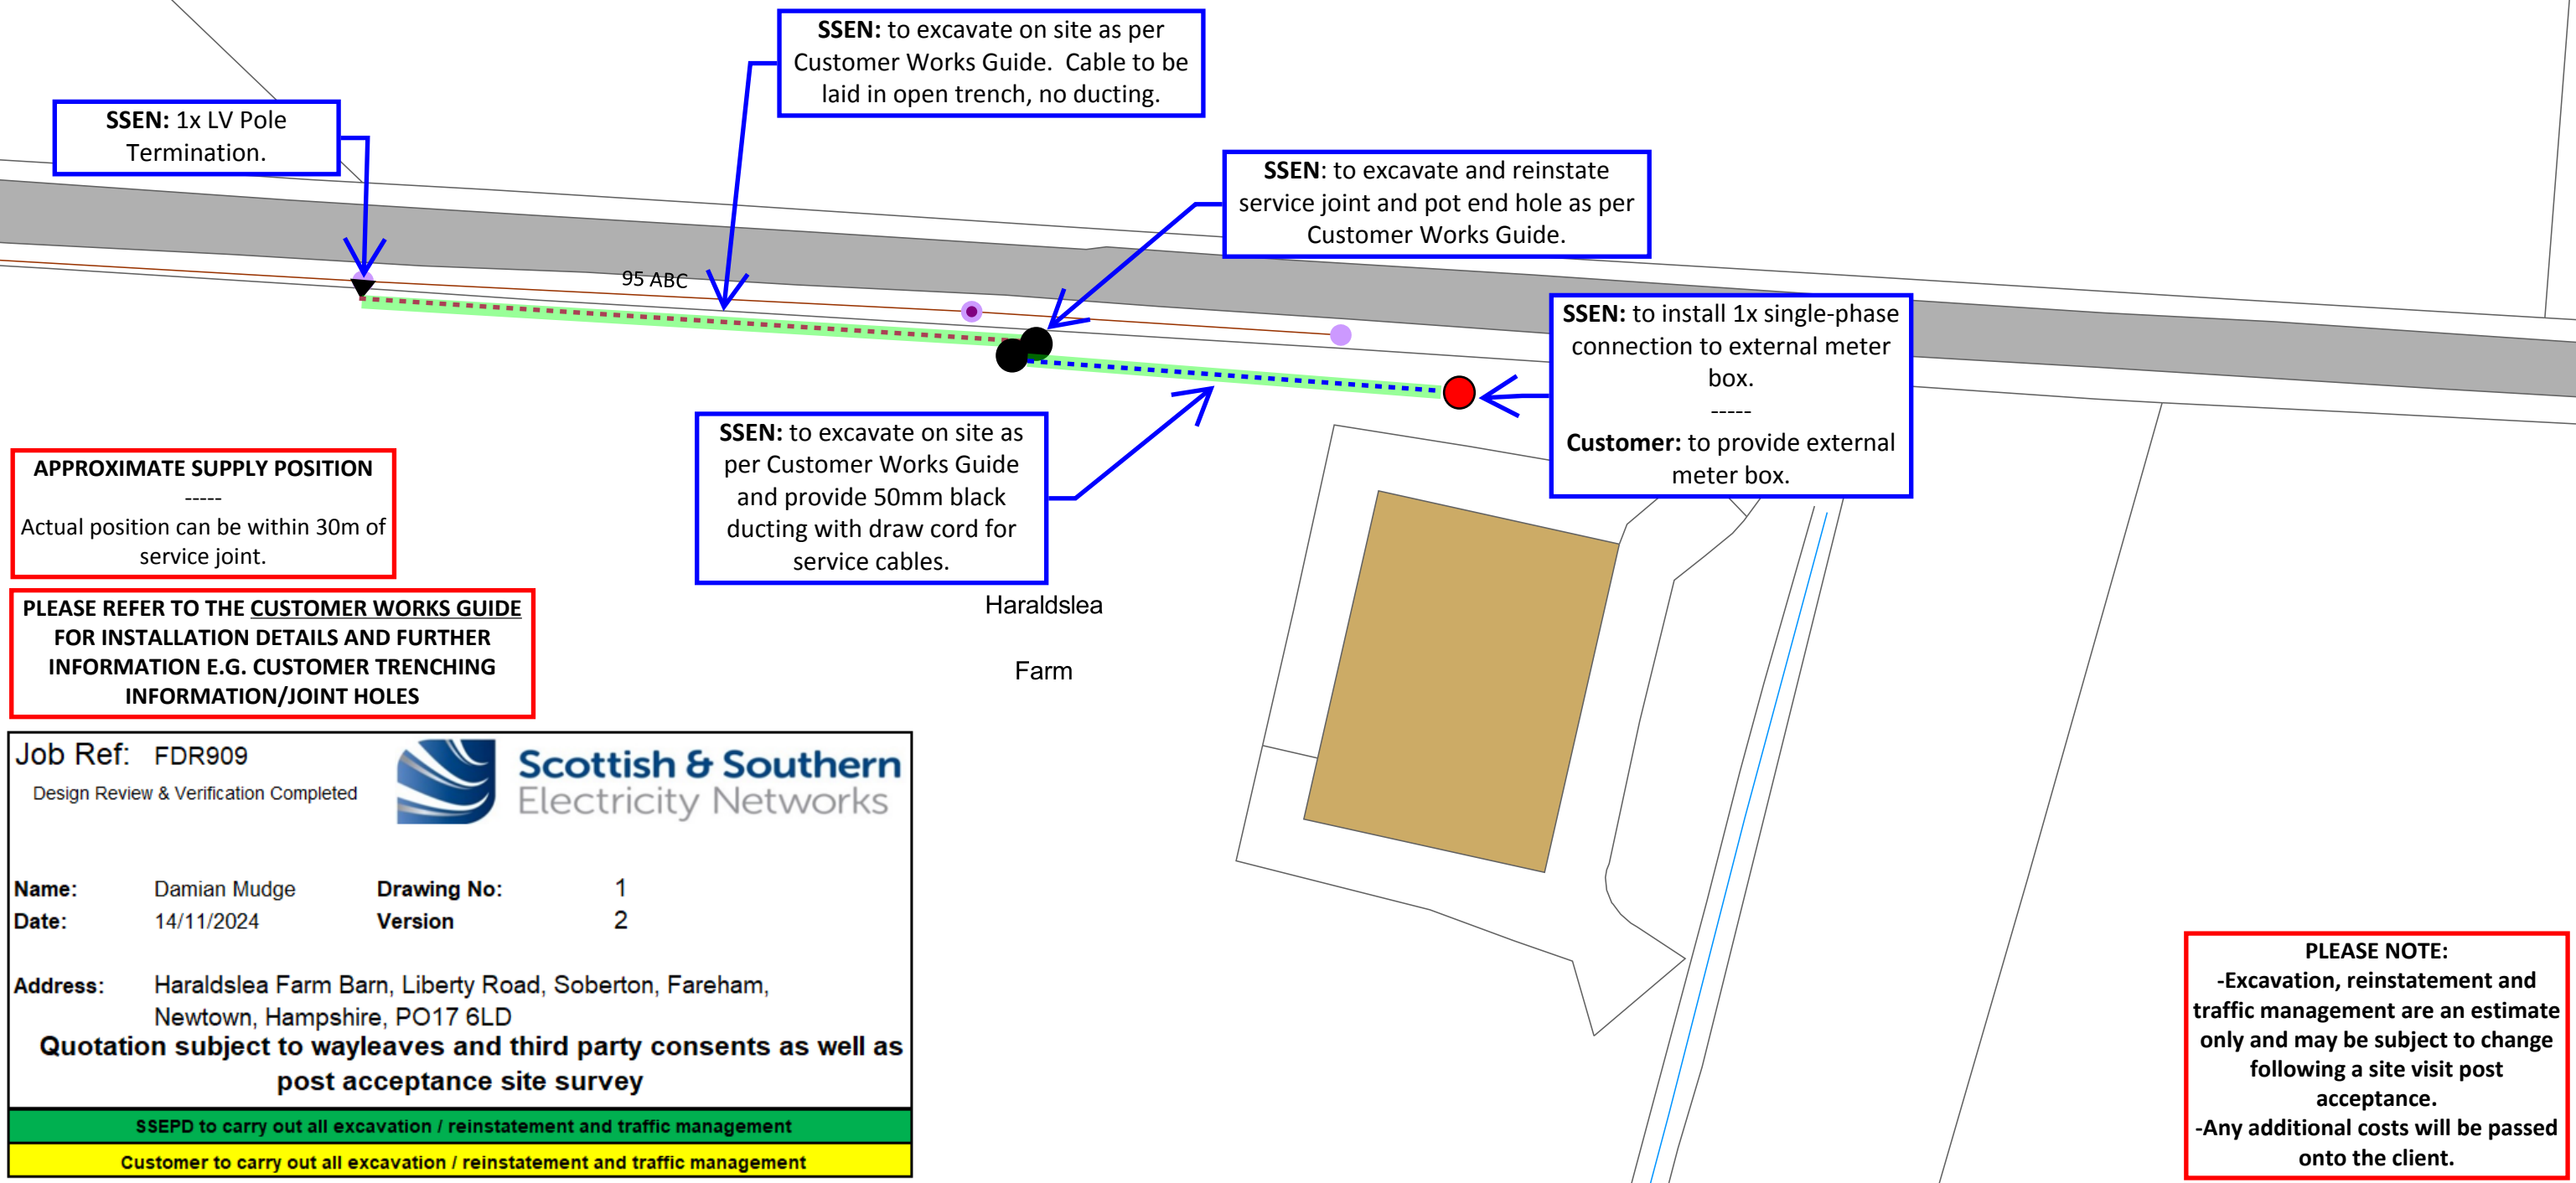 SSEN: to excavate on site as per
Customer Works Guide. Cable to be
laid in open trench, no ducting.
SSEN: 1x LV Pole
Termination.
SSEN: to excavate and reinstate
service joint and pot end hole as per
Customer Works Guide.
95 ABC
SSEN: to install 1x single-phase
connection to external meter
box.
-----
Customer: to provide external
meter box.
SSEN: to excavate on site as
per Customer Works Guide
and provide 50mm black
ducting with draw cord for
service cables.
APPROXIMATE SUPPLY POSITION
-----
Actual position can be within 30m of
service joint.
PLEASE REFER TO THE CUSTOMER WORKS GUIDE
FOR INSTALLATION DETAILS AND FURTHER
INFORMATION E.G. CUSTOMER TRENCHING
INFORMATION/JOINT HOLES
Haraldslea
Farm
Job Ref: FDR909
Design Review & Verification Completed
Scottish & Southern
Electricity Networks
Name: Damian Mudge Drawing No: 1
Date: 14/11/2024 Version 2
Address: Haraldslea Farm Barn, Liberty Road, Soberton, Fareham,
Newtown, Hampshire, PO17 6LD
Quotation subject to wayleaves and third party consents as well as
post acceptance site survey
SSEPD to carry out all excavation / reinstatement and traffic management
Customer to carry out all excavation / reinstatement and traffic management
PLEASE NOTE:
-Excavation, reinstatement and
traffic management are an estimate
only and may be subject to change
following a site visit post
acceptance.
-Any additional costs will be passed
onto the client.